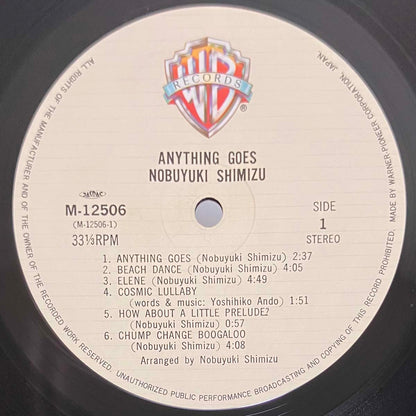 ALL RIGHTS OF THE MANUFACTURER AND OF THE OWNER OF THE RECORDED WORK RESERVED. UNAUTHORIZED PUBLIC PERFORMANCE BROADCASTING AND COPYING OF THIS RECORD PROHIBITED. MADE BY WARNER-PIONEER CORPORATION, JAPAN.
WB
RECORDS
ANYTHING GOES
NOBUYUKI SHIMIZU
JASRAC
M-12506
(M-12506-1)
33⅓RPM
SIDE
1
STEREO
1. ANYTHING GOES (Nobuyuki Shimizu) 2:37
2. BEACH DANCE (Nobuyuki Shimizu) 4:05
3. ELENE (Nobuyuki Shimizu) 4:49
4. COSMIC LULLABY
(words & music: Yoshihiko Ando) 1:51
5. HOW ABOUT A LITTLE PRELUDE?
(Nobuyuki Shimizu) 0:57
6. CHUMP CHANGE BOOGALOO
(Nobuyuki Shimizu) 4:08
Arranged by Nobuyuki Shimizu